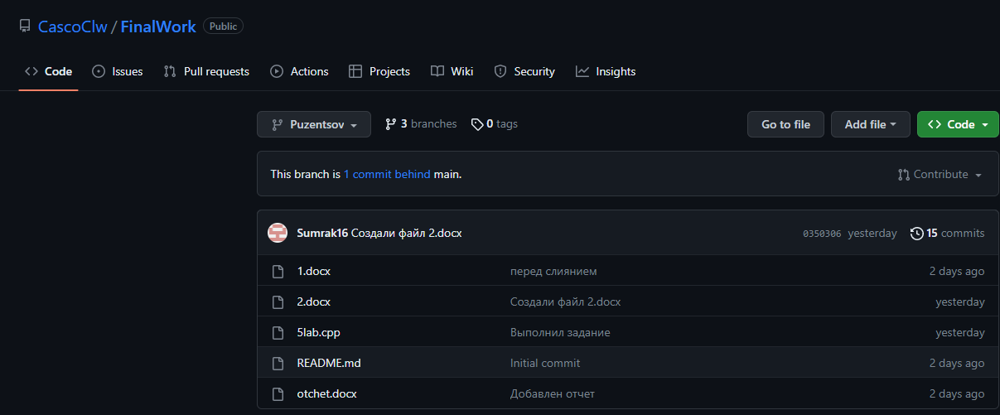 CascoClw / FinalWork Public
Code Issues Pull requests Actions Projects Wiki Security Insights
Puzentsov 3 branches 0 tags Go to file Add file Code
This branch is 1 commit behind main. Contribute
Sumrak16 Создали файл 2.docx 0350306 yesterday 15 commits
1.docx перед слиянием 2 days ago
2.docx Создали файл 2.docx yesterday
5lab.cpp Выполнил задание yesterday
README.md Initial commit 2 days ago
otchet.docx Добавлен отчет 2 days ago